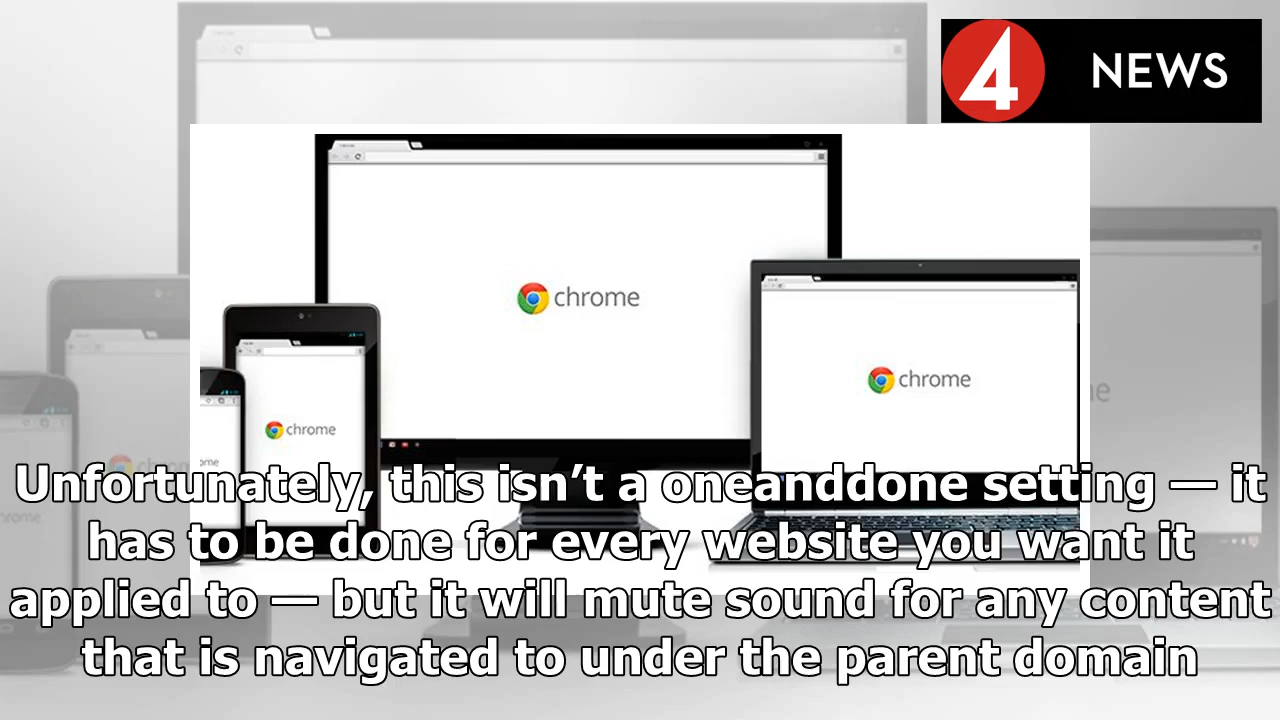 4 NEWS
chrome
chrome
chrome
Unfortunately, this isn’t a oneanddone setting — it
has to be done for every website you want it
applied to — but it will mute sound for any content
that is navigated to under the parent domain